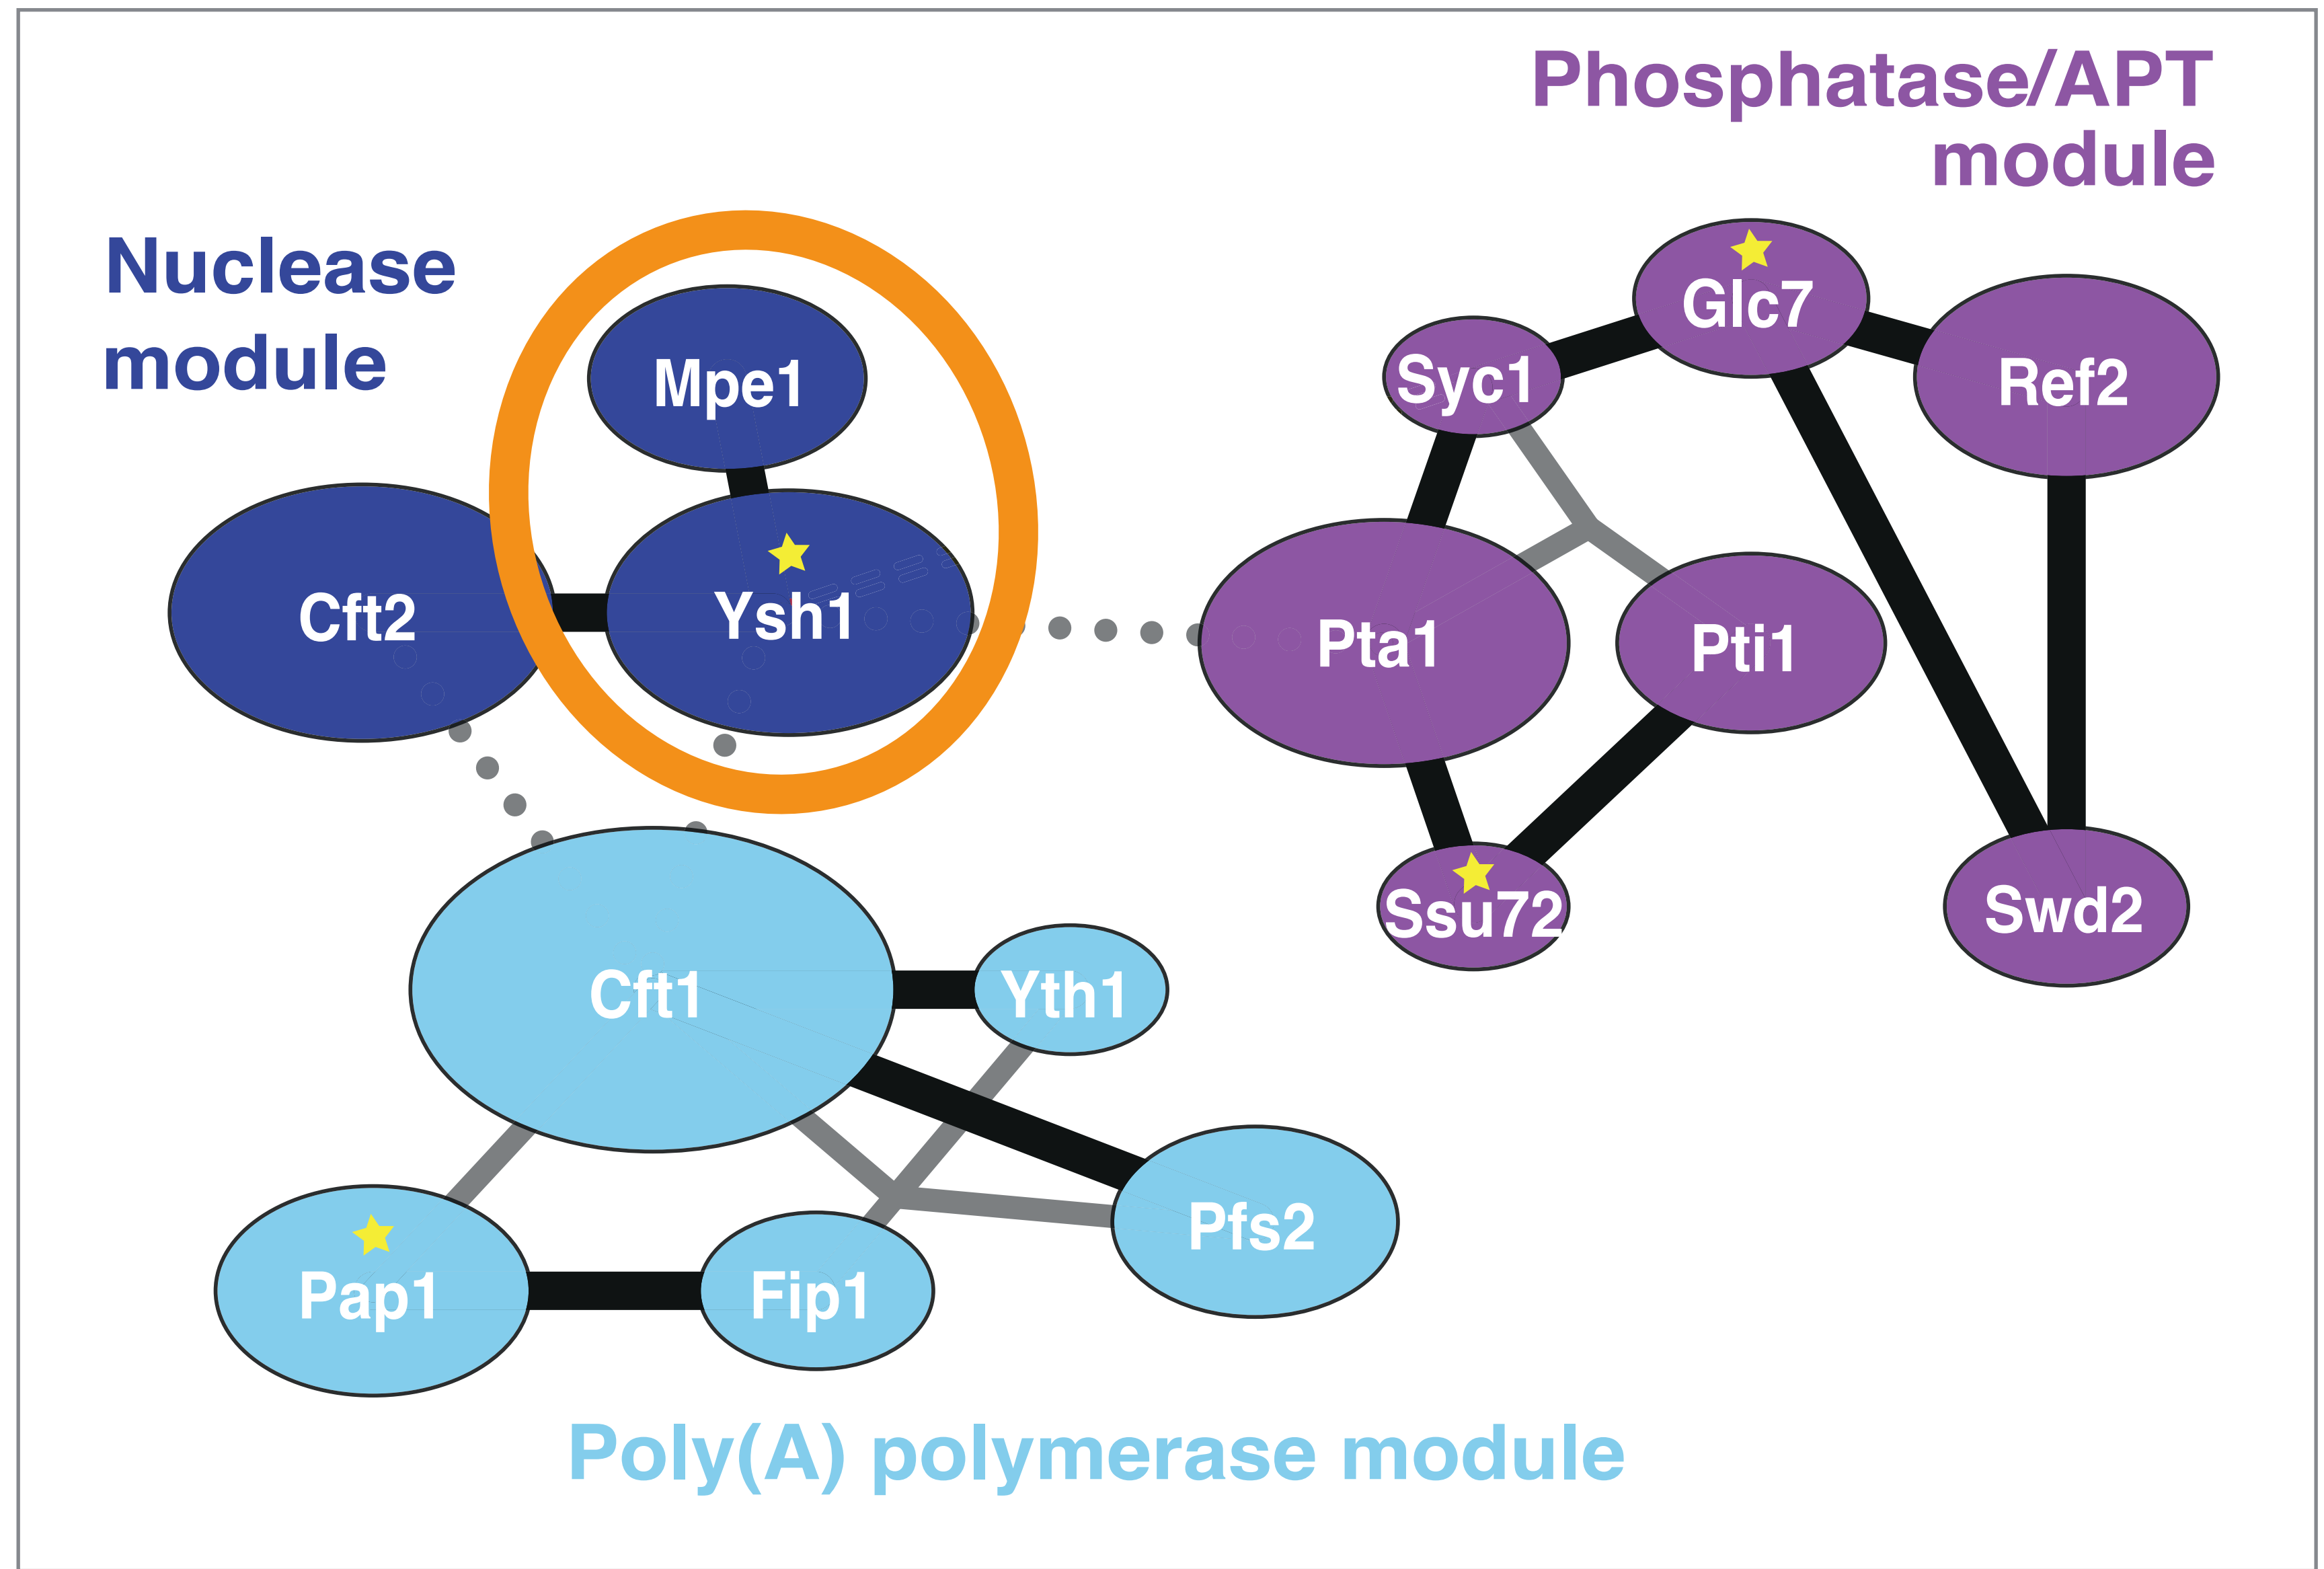 Phosphatase/APT
module
Nuclease
module
Mpe1
Cft2
Ysh1
Glc7
Syc1
Ref2
Pta1
Pti1
Ssu72
Swd2
Cft1
Yth1
Pfs2
Pap1
Fip1
Poly(A) polymerase module